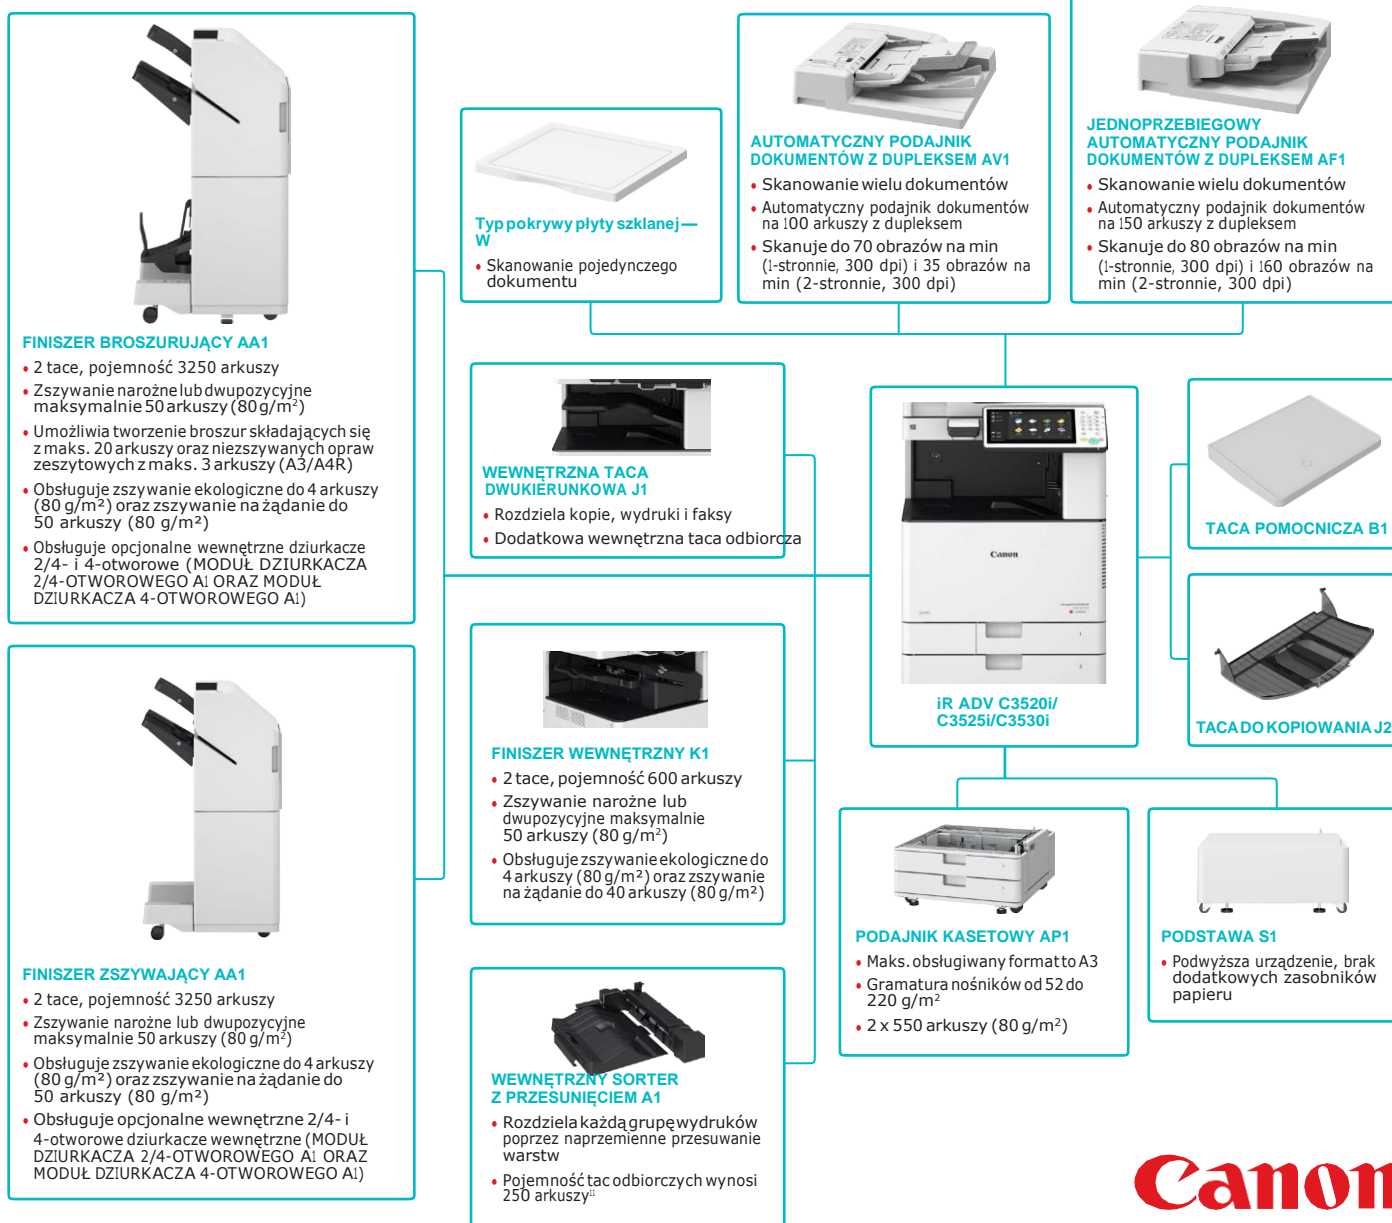 FINISZER BROSZURUJĄCY AA1
• 2 tace, pojemność 3250 arkuszy
• Zszywanie narożne lub dwupozycyjne
maksymalnie 50 arkuszy (80 g/m²)
• Umożliwia tworzenie broszur składających się
z maks. 20 arkuszy oraz niezszywanych opraw
zeszytowych z maks. 3 arkuszy (A3/A4R)
• Obsługuje zszywanie ekologiczne do 4 arkuszy
(80 g/m²) oraz zszywanie na żądanie do
50 arkuszy (80 g/m²)
• Obsługuje opcjonalne wewnętrzne dziurkacze
2/4- i 4-otworowe (MODUŁ DZIURKACZA
2/4-OTWOROWEGO A1 ORAZ MODUŁ
DZIURKACZA 4-OTWOROWEGO A1)
FINISZER ZSZYWAJĄCY AA1
• 2 tace, pojemność 3250 arkuszy
• Zszywanie narożne lub dwupozycyjne
maksymalnie 50 arkuszy (80 g/m²)
• Obsługuje zszywanie ekologiczne do 4 arkuszy
(80 g/m²) oraz zszywanie na żądanie do
50 arkuszy (80 g/m²)
• Obsługuje opcjonalne wewnętrzne 2/4- i
4-otworowe dziurkacze wewnętrzne (MODUŁ
DZIURKACZA 2/4-OTWOROWEGO A1 ORAZ
MODUŁ DZIURKACZA 4-OTWOROWEGO A1)
Typ pokrywy płyty szklanej —
W
• Skanowanie pojedynczego
dokumentu
AUTOMATYCZNY PODAJNIK
DOKUMENTÓW Z DUPLEKSEM AV1
• Skanowanie wielu dokumentów
• Automatyczny podajnik dokumentów
na 100 arkuszy z dupleksem
• Skanuje do 70 obrazów na min
(1-stronnie, 300 dpi) i 35 obrazów na
min (2-stronnie, 300 dpi)
JEDNOPRZEBIEGOWY
AUTOMATYCZNY PODAJNIK
DOKUMENTÓW Z DUPLEKSEM AF1
• Skanowanie wielu dokumentów
• Automatyczny podajnik dokumentów
na 150 arkuszy z dupleksem
• Skanuje do 80 obrazów na min
(1-stronnie, 300 dpi) i 160 obrazów na
min (2-stronnie, 300 dpi)
WEWNĘTRZNA TACA
DWUKIERUNKOWA J1
• Rozdziela kopie, wydruki i faksy
• Dodatkowa wewnętrzna taca odbiorcza
FINISZER WEWNĘTRZNY K1
• 2 tace, pojemność 600 arkuszy
• Zszywanie narożne lub
dwupozycyjne maksymalnie
50 arkuszy (80 g/m²)
• Obsługuje zszywanie ekologiczne do
4 arkuszy (80 g/m²) oraz zszywanie
na żądanie do 40 arkuszy (80 g/m²)
WEWNĘTRZNY SORTER
Z PRZESUNIĘCIEM A1
• Rozdziela każdą grupę wydruków
poprzez naprzemienne przesuwanie
warstw
• Pojemność tac odbiorczych wynosi
250 arkuszy¹¹
Canon
1
2
iR ADV C3520i/
C3525i/C3530i
TACA POMOCNICZA B1
TACA DO KOPIOWANIA J2
PODAJNIK KASETOWY AP1
• Maks. obsługiwany format to A3
• Gramatura nośników od 52 do
220 g/m²
• 2 x 550 arkuszy (80 g/m²)
PODSTAWA S1
• Podwyższa urządzenie, brak
dodatkowych zasobników
papieru
Canon